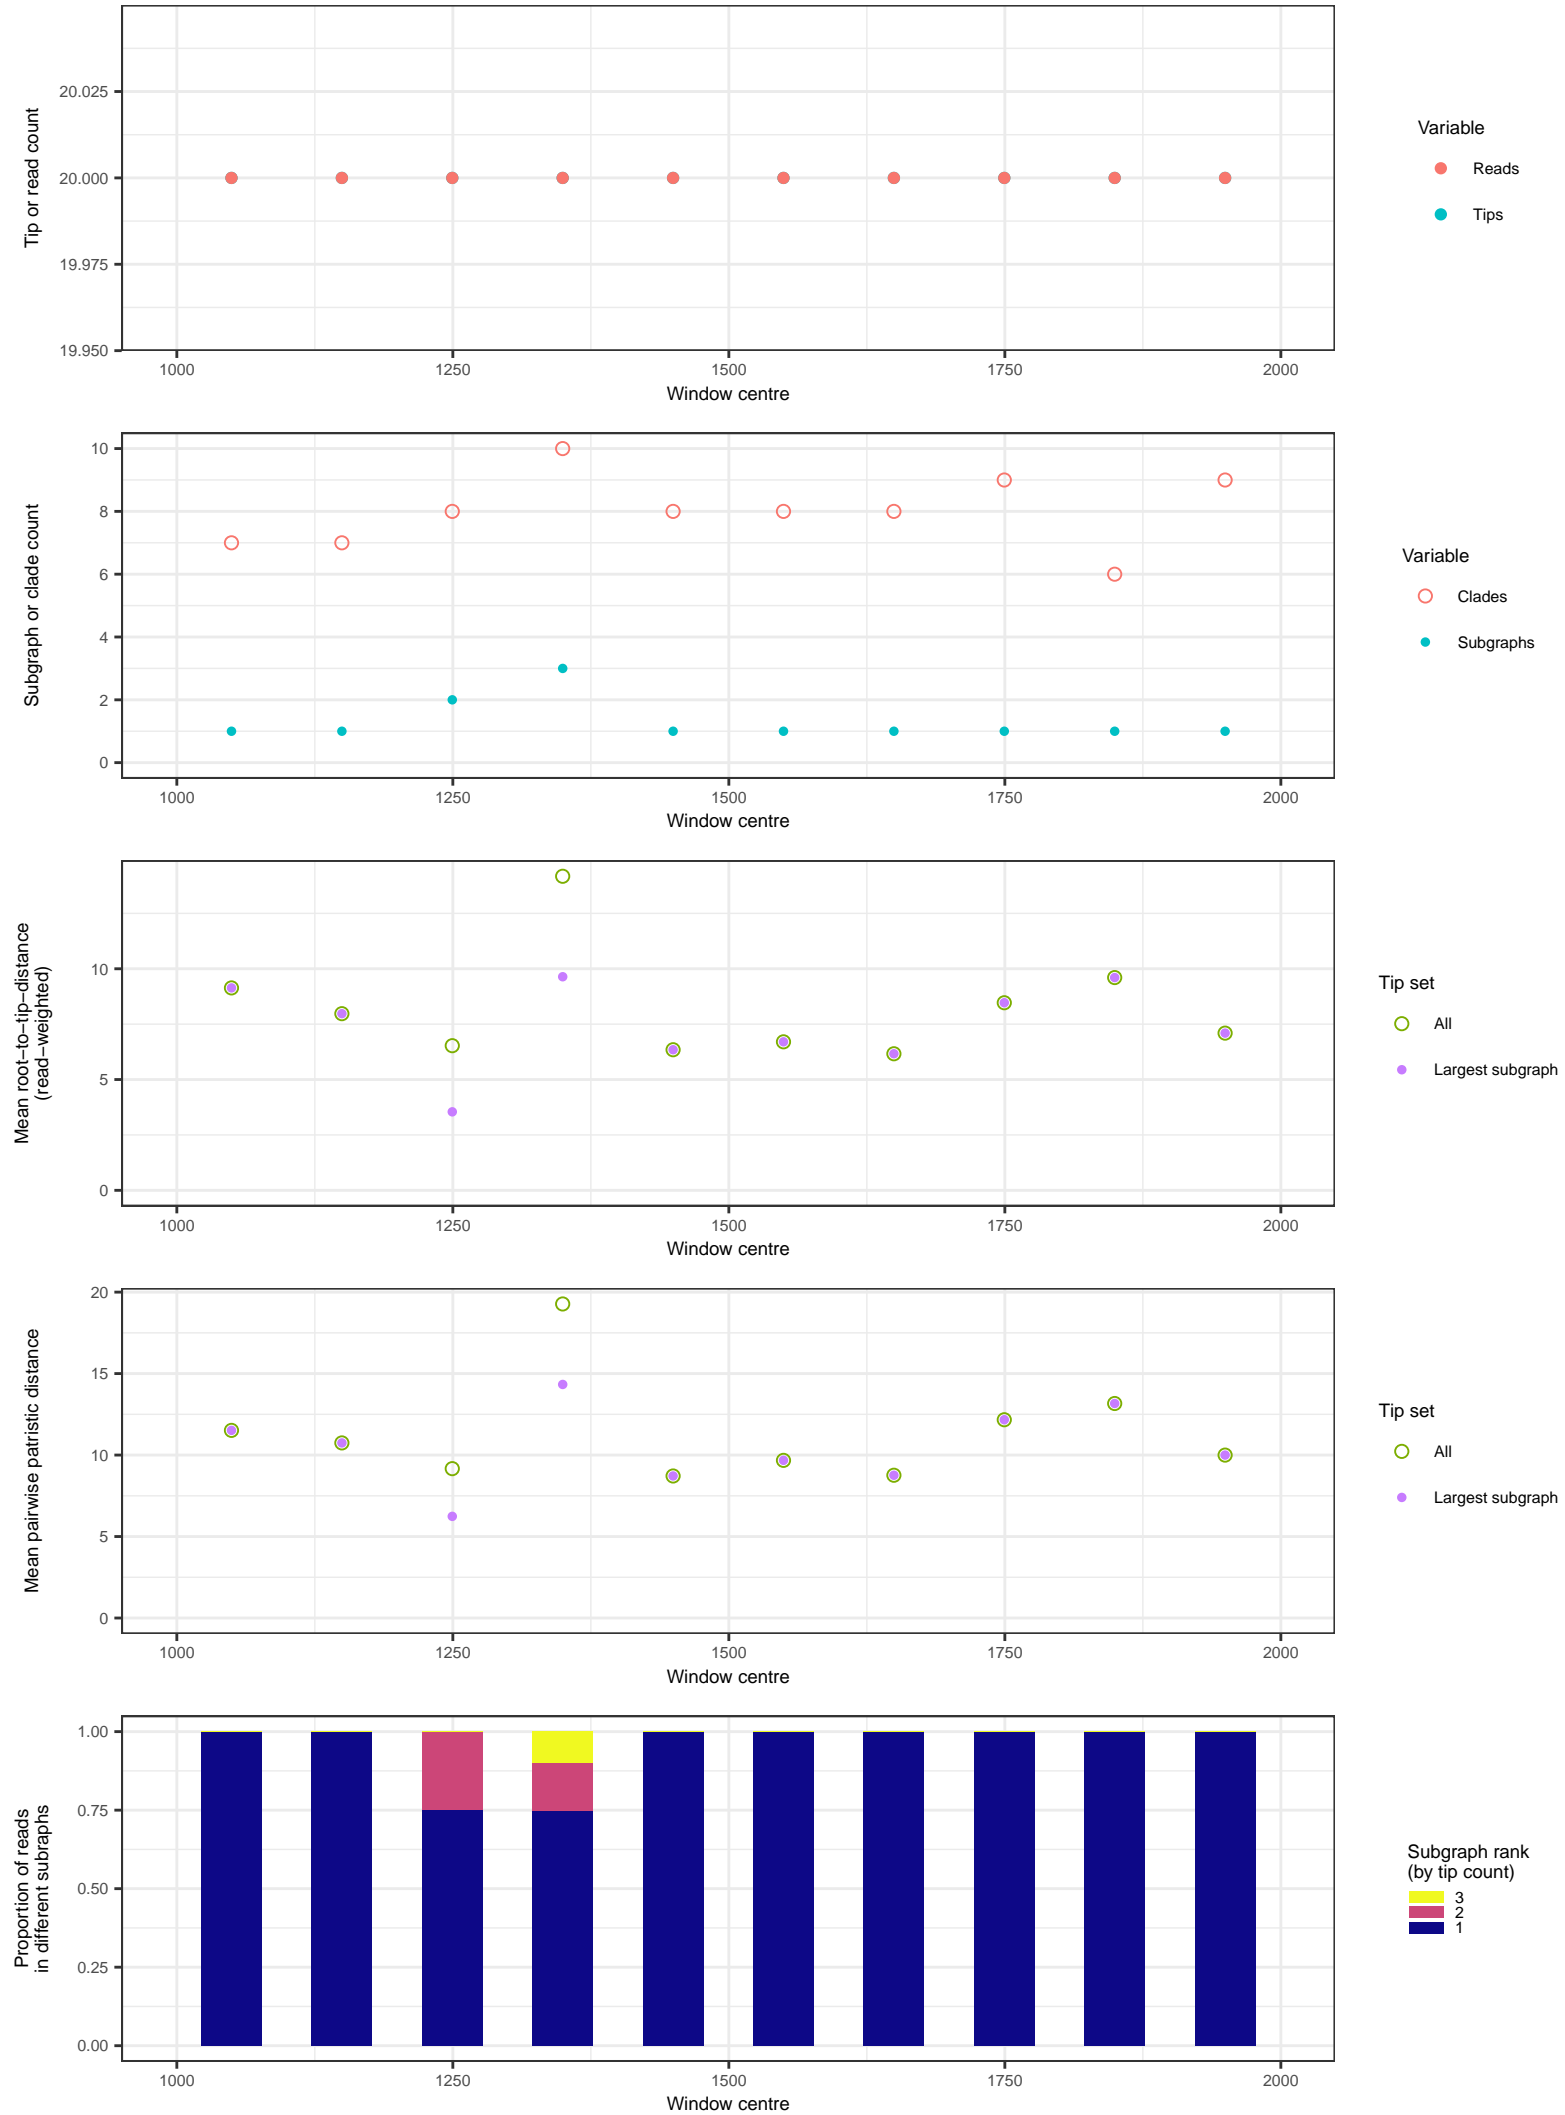 Tip or read count
20.025
20.000
19.975
19.950
1000 1250 1500 1750 2000
Window centre
Variable
Reads
Tips
Subgraph or clade count
10
8
6
4
2
0
1000 1250 1500 1750 2000
Window centre
Variable
Clades
Subgraphs
Mean root−to−tip−distance
(read−weighted)
10
5
0
1000 1250 1500 1750 2000
Window centre
Tip set
All
Largest subgraph
Mean pairwise patristic distance
20
15
10
5
0
1000 1250 1500 1750 2000
Window centre
Tip set
All
Largest subgraph
Proportion of reads
in different subraphs
1.00
0.75
0.50
0.25
0.00
1000 1250 1500 1750 2000
Window centre
Subgraph rank
(by tip count)
3
2
1